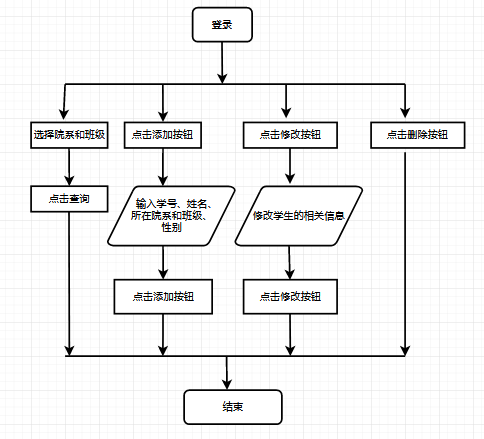 登录
选择院系和班级
点击添加按钮
点击修改按钮
点击删除按钮
点击查询
输入学号、姓名、
所在院系和班级、
性别
修改学生的相关信息
点击添加按钮
点击修改按钮
结束